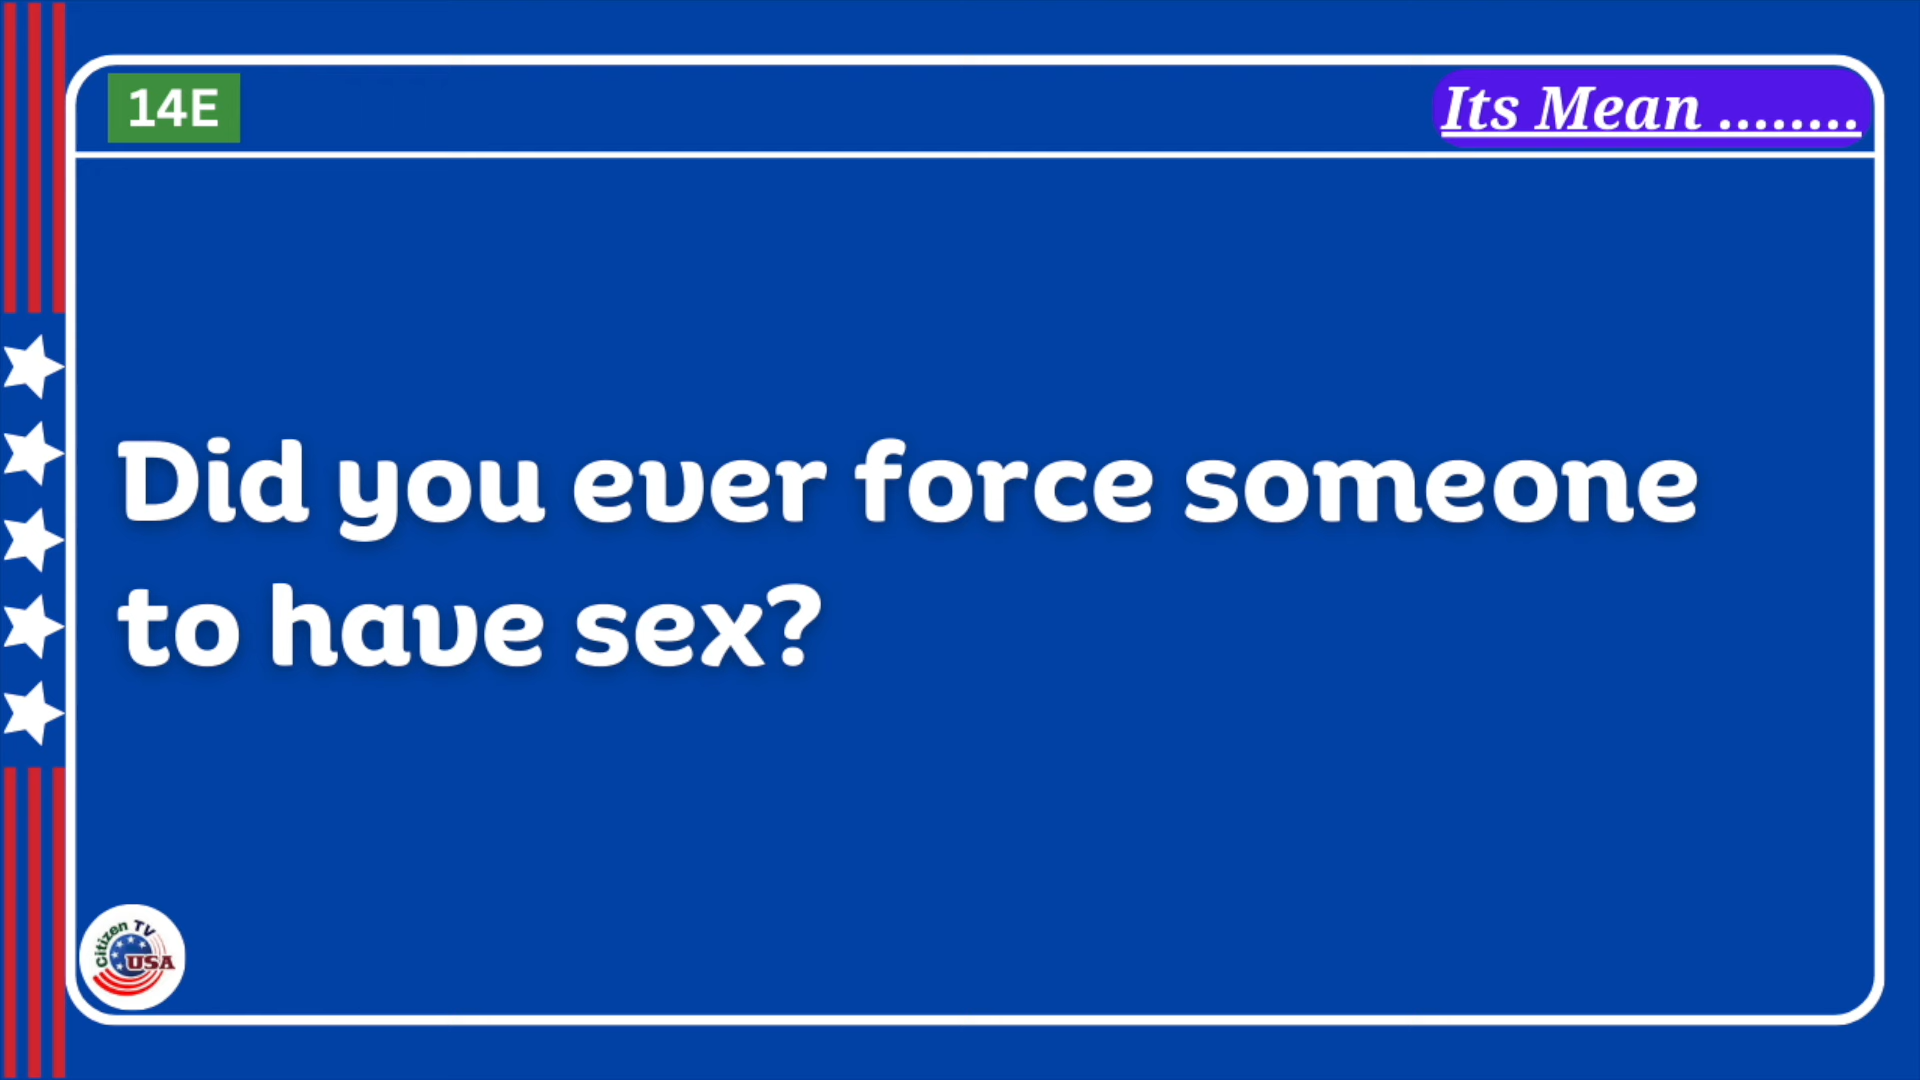 14E
Its Mean ........
Did you ever force someone
to have sex?
Citizen TV
USA